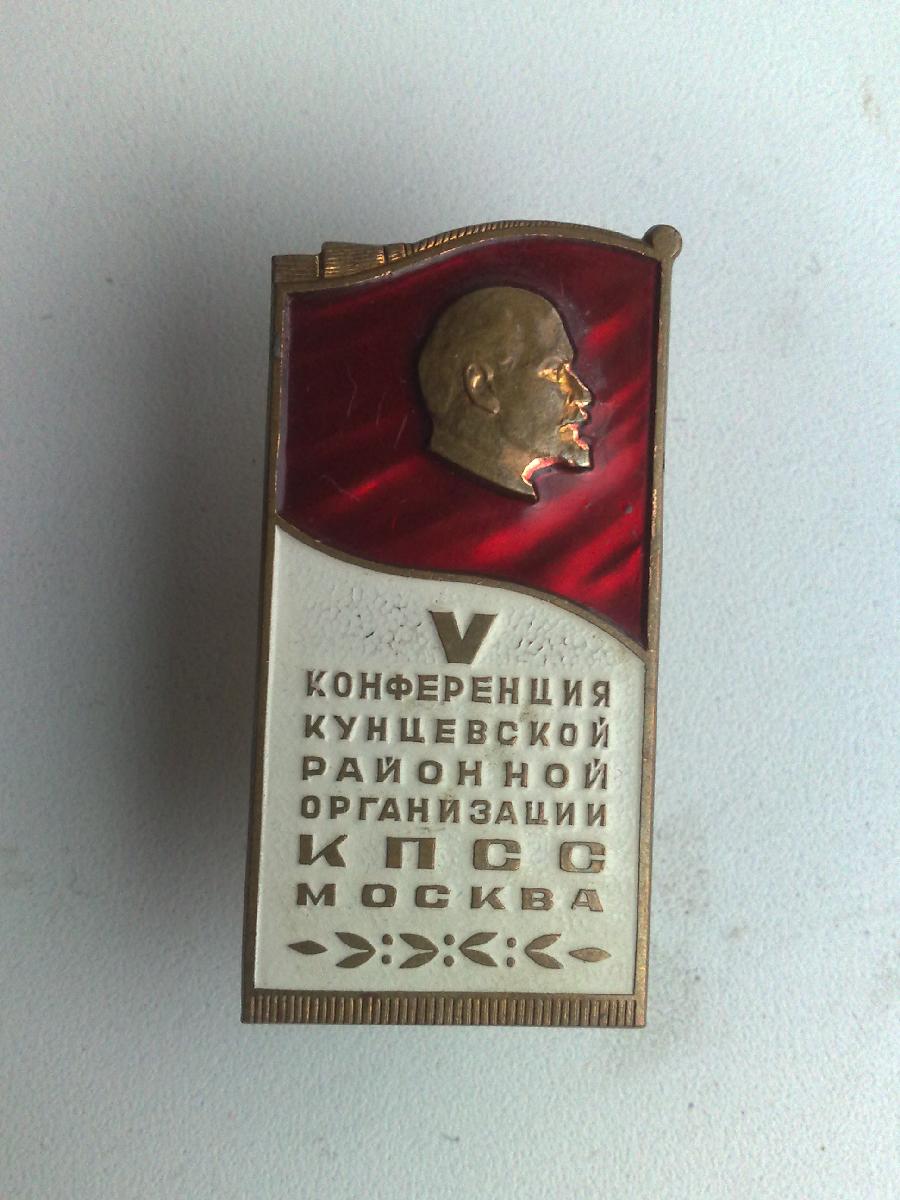 V
КОНФЕРЕНЦИЯ
КУНЦЕВСКОЙ
РАЙОННОЙ
ОРГАНИЗАЦИИ
КПСС
МОСКВА